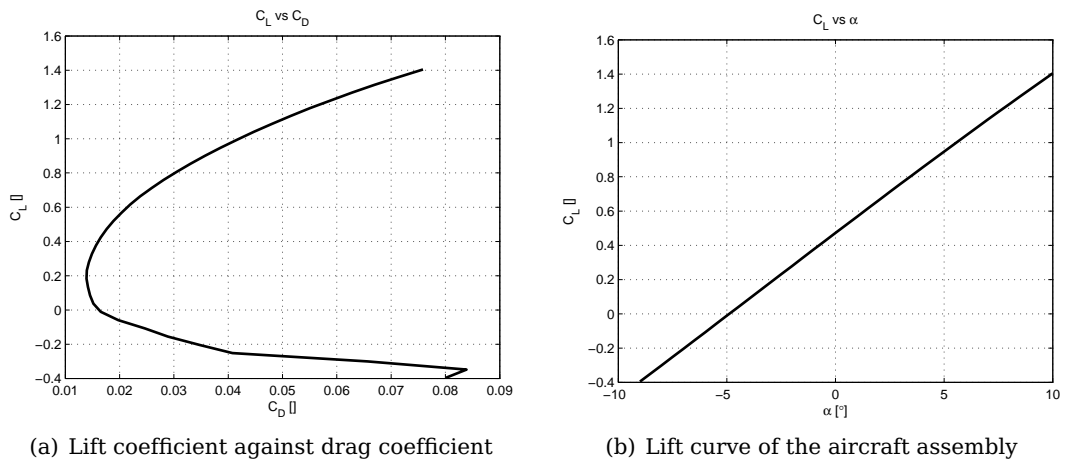 C_L vs C_D
1.6
1.4
1.2
1
0.8
0.6
0.4
0.2
0
−0.2
−0.4
C_L []
0.01 0.02 0.03 0.04 0.05 0.06 0.07 0.08 0.09
C_D []
(a) Lift coefficient against drag coefficient
C_L vs α
1.6
1.4
1.2
1
0.8
0.6
0.4
0.2
0
−0.2
−0.4
C_L []
−10 −5 0 5 10
α [°]
(b) Lift curve of the aircraft assembly